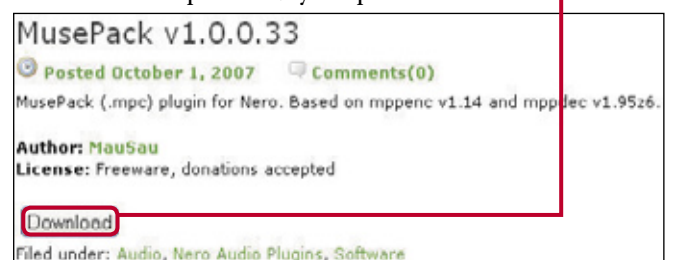 MusePack v1.0.0.33
Posted October 1, 2007 Comments(0)
MusePack (.mpc) plugin for Nero. Based on mppenc v1.14 and mppdec v1.95z6.
Author: MauSau
License: Freeware, donations accepted
Download
Filed under: Audio, Nero Audio Plugins, Software